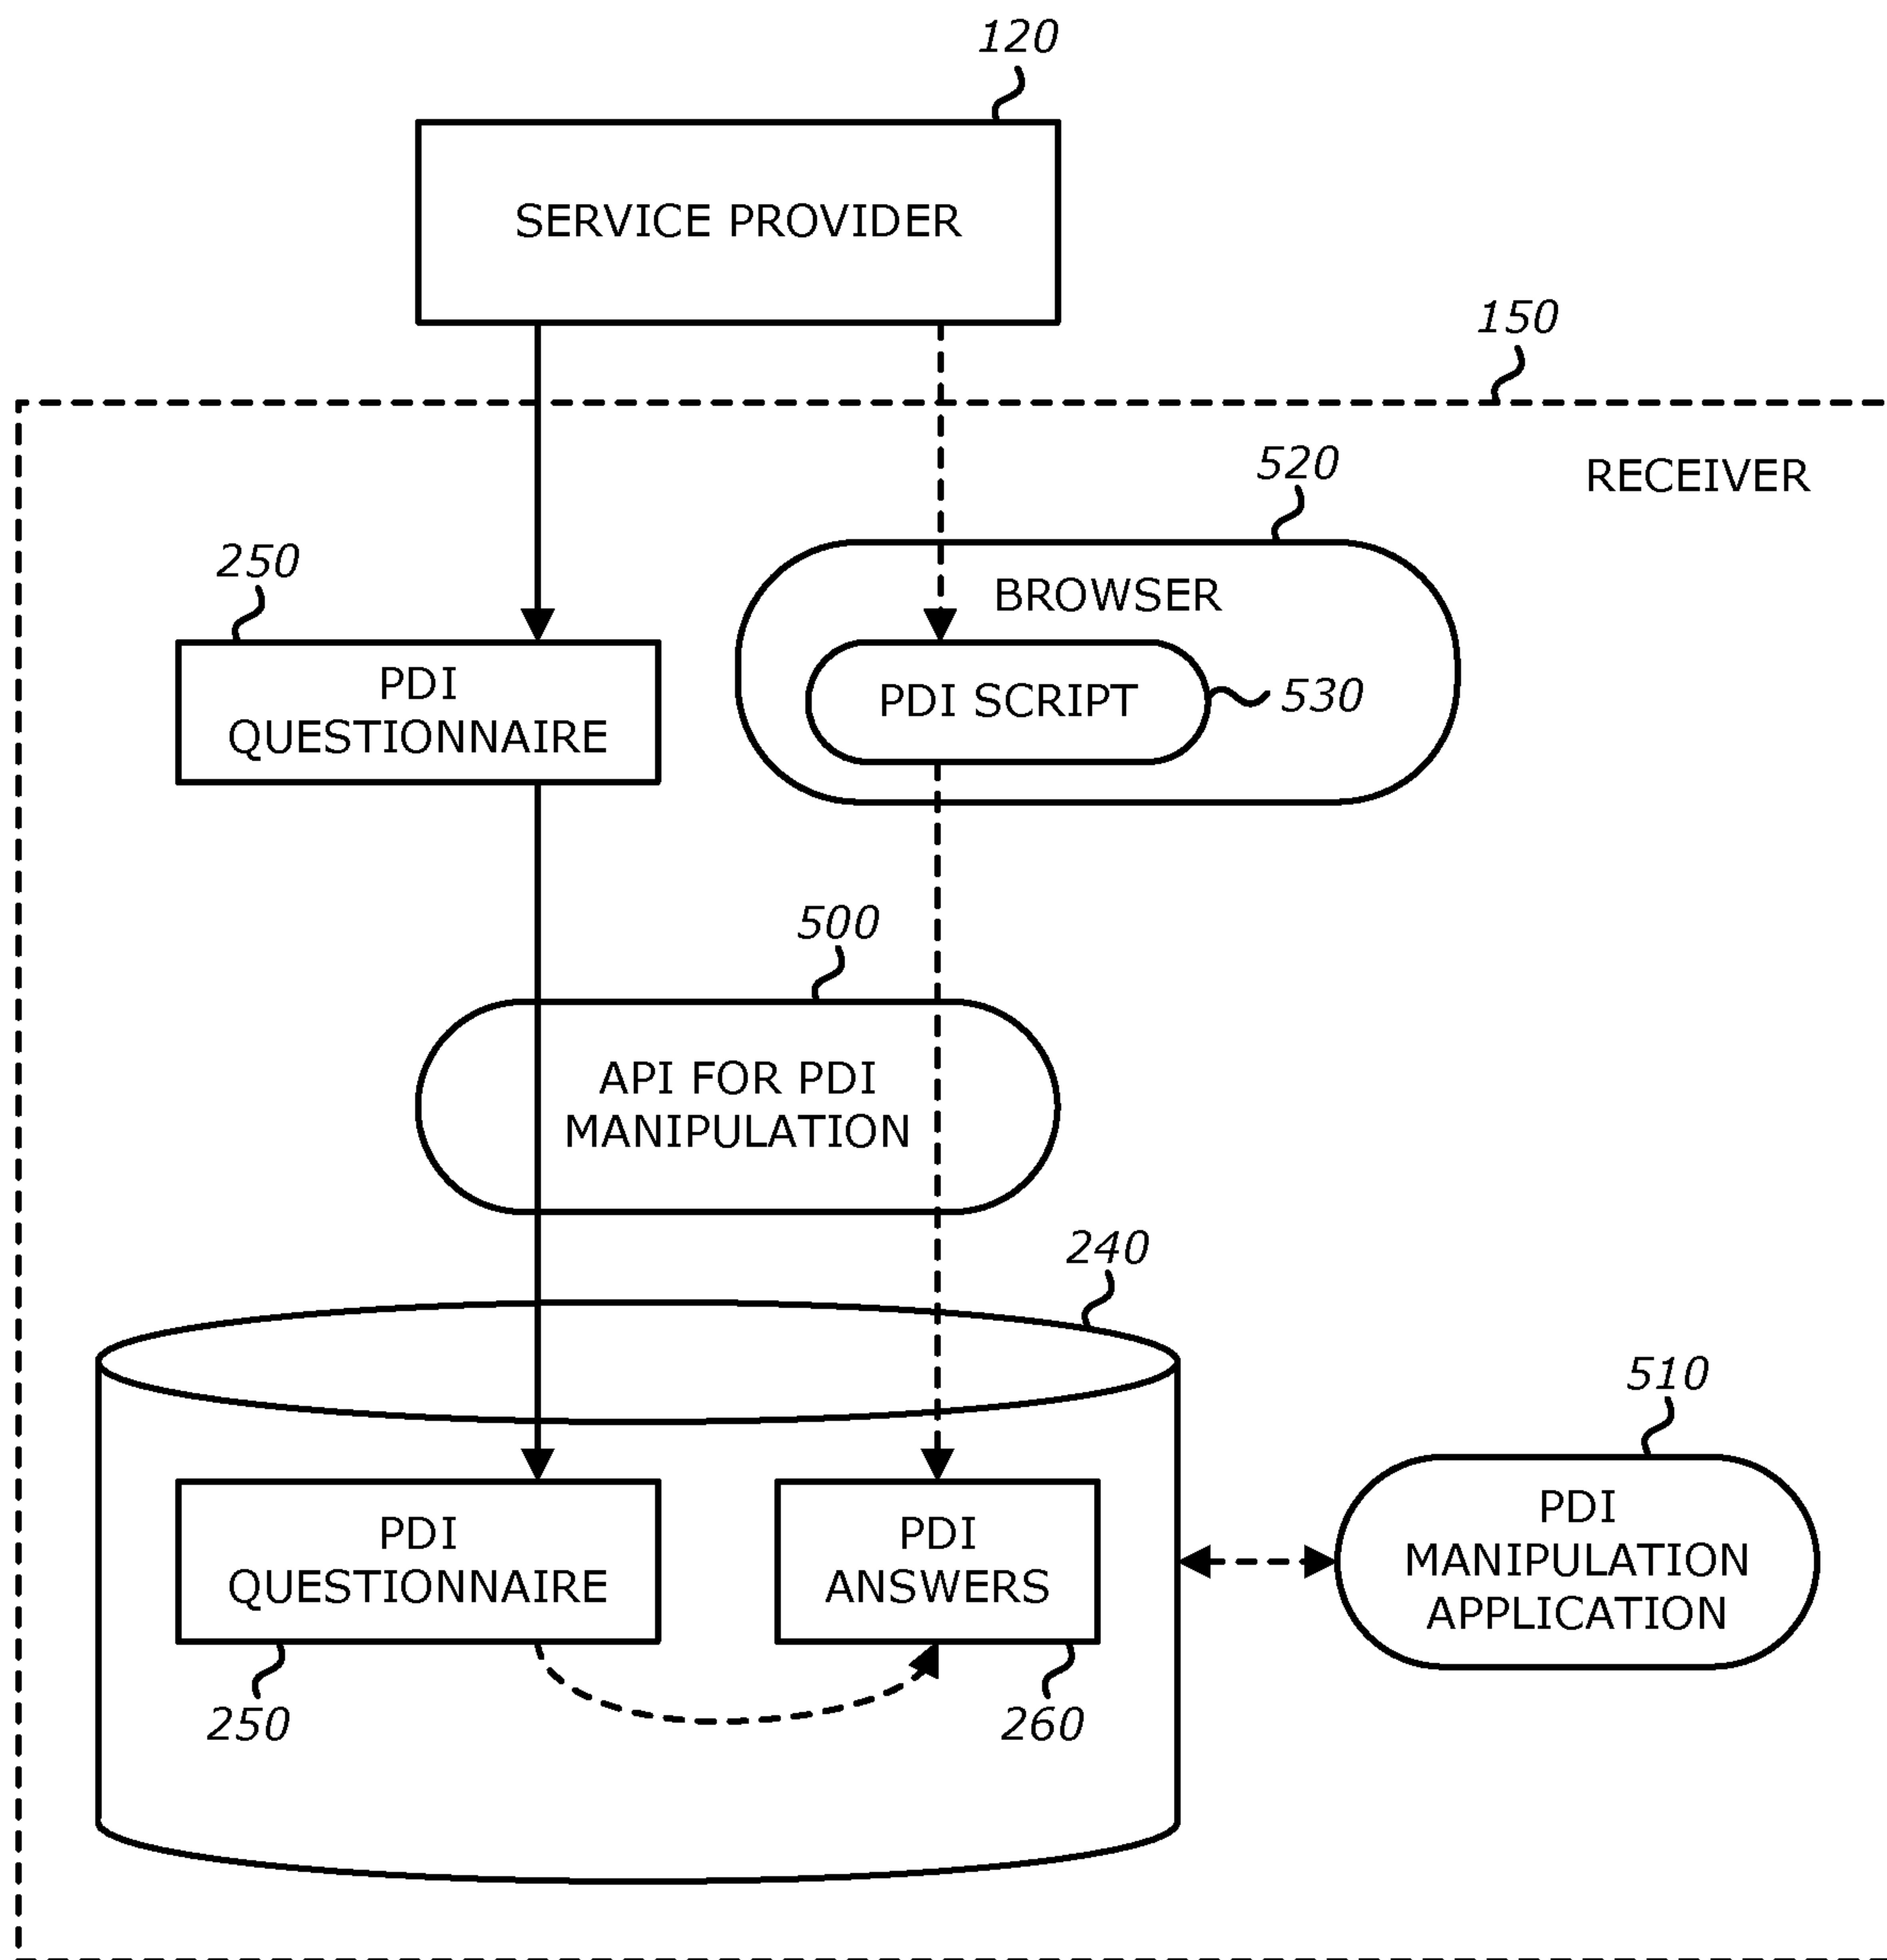 120
SERVICE PROVIDER
150
RECEIVER
520
250
BROWSER
PDI
QUESTIONNAIRE
PDI SCRIPT
530
500
API FOR PDI
MANIPULATION
240
510
PDI
QUESTIONNAIRE
PDI
ANSWERS
PDI
MANIPULATION
APPLICATION
250
260